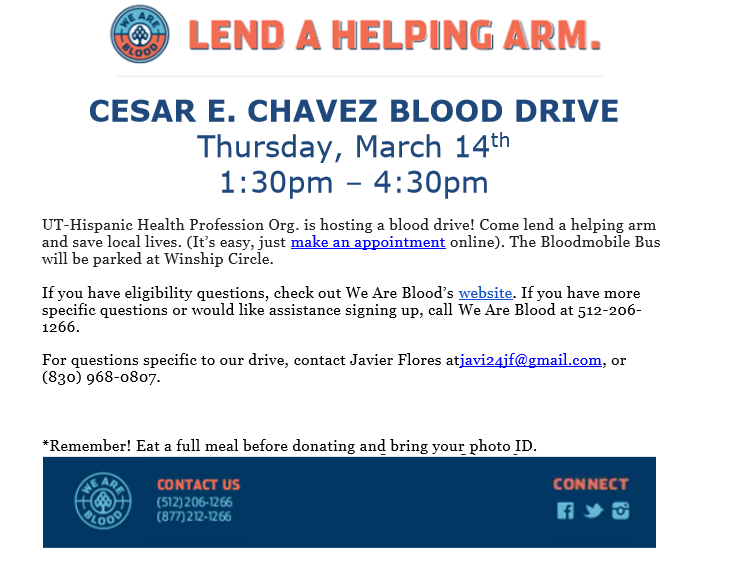 WE ARE BLOOD
LEND A HELPING ARM.
CESAR E. CHAVEZ BLOOD DRIVE
Thursday, March 14th
1:30pm – 4:30pm
UT-Hispanic Health Profession Org. is hosting a blood drive! Come lend a helping arm
and save local lives. (It's easy, just make an appointment online). The Bloodmobile Bus
will be parked at Winship Circle.
If you have eligibility questions, check out We Are Blood's website. If you have more
specific questions or would like assistance signing up, call We Are Blood at 512-206-
1266.
For questions specific to our drive, contact Javier Flores atjavi24jf@gmail.com, or
(830) 968-0807.
*Remember! Eat a full meal before donating and bring your photo ID.
WE ARE BLOOD
CONTACT US
(512)206-1266
(877)212-1266
CONNECT